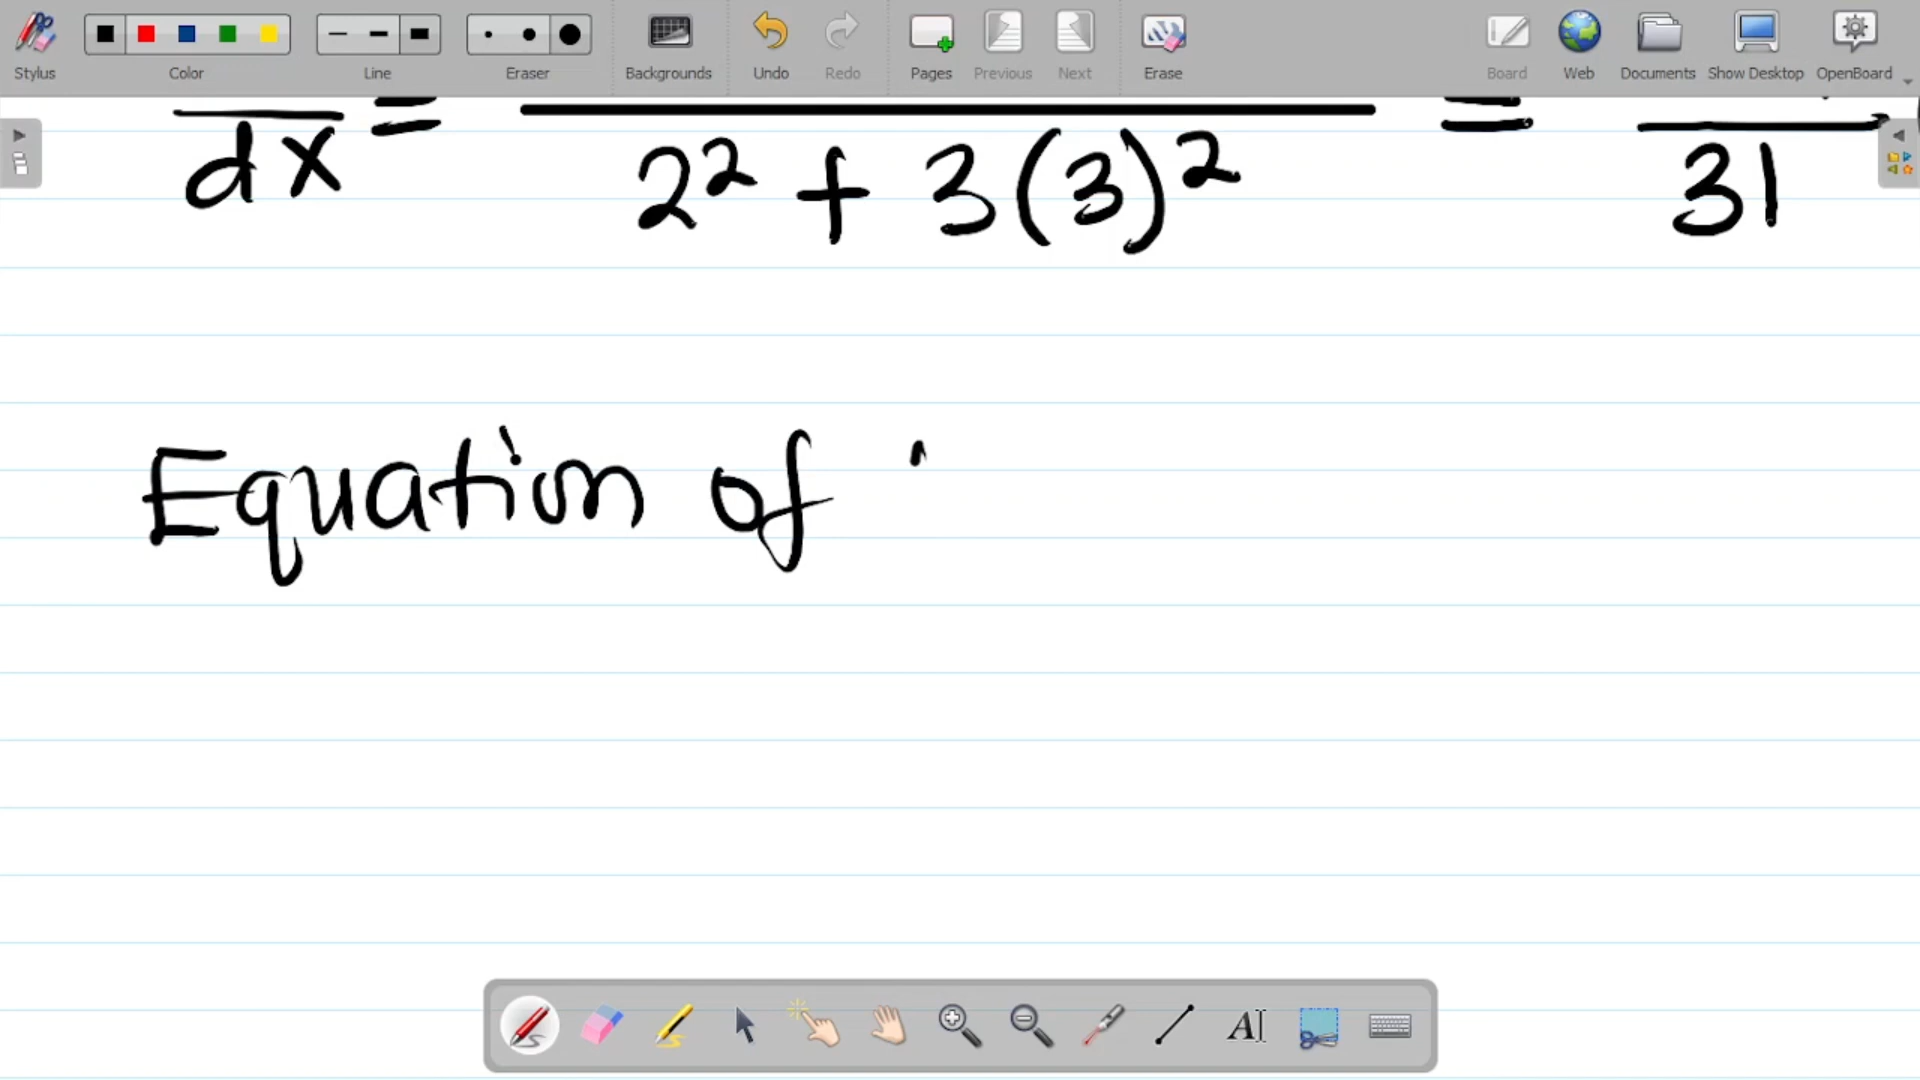 Stylus Color Line Eraser Backgrounds Undo Redo Pages Previous Next Erase Board Web Documents Show Desktop OpenBoard
dx = 2² + 3(3)² = 31
Equation of